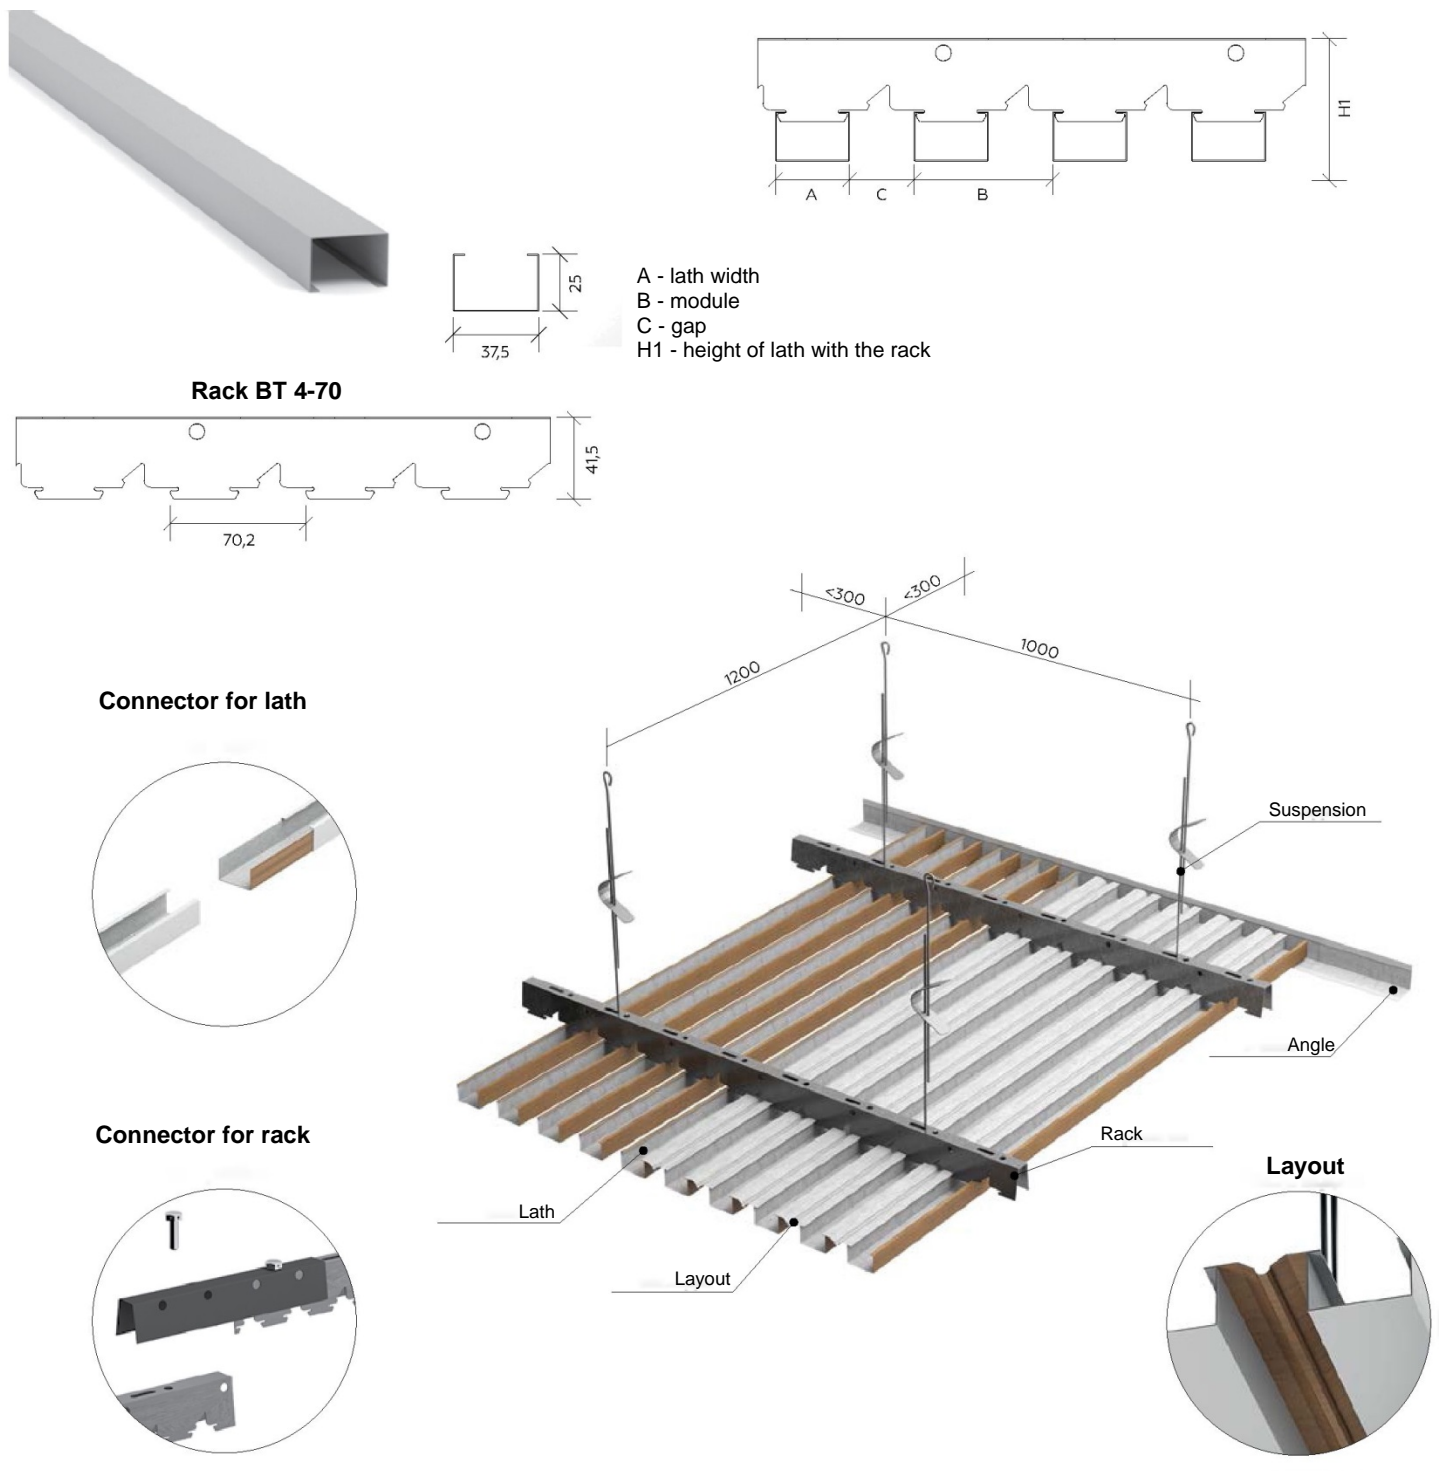 H1
A
C
B
25
37,5
A - lath width
B - module
C - gap
H1 - height of lath with the rack
Rack BT 4-70
41,5
70,2
<300
<300
1200
1000
Connector for lath
Suspension
Angle
Connector for rack
Rack
Layout
Lath
Layout